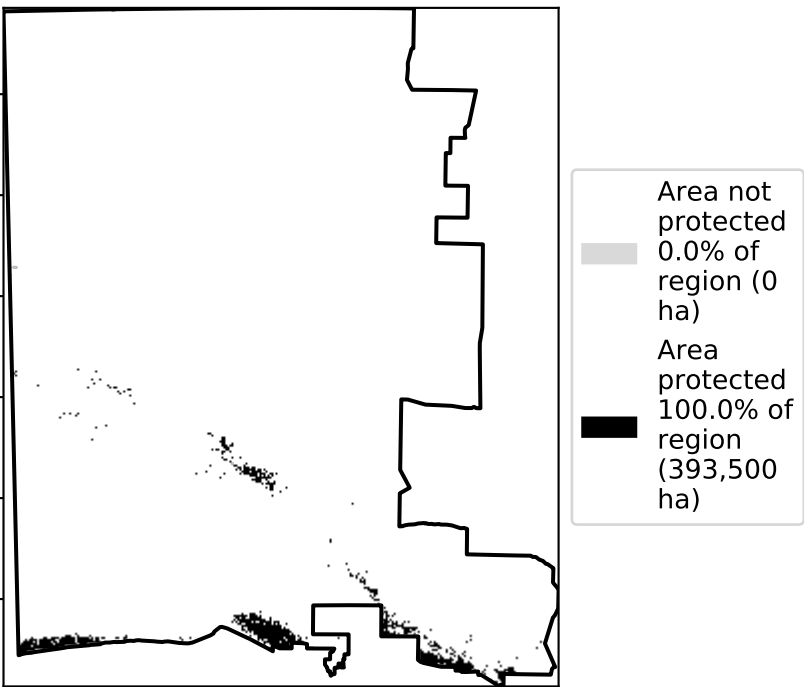 Area not
protected
0.0% of
region (0
ha)
Area
protected
100.0% of
region
(393,500
ha)